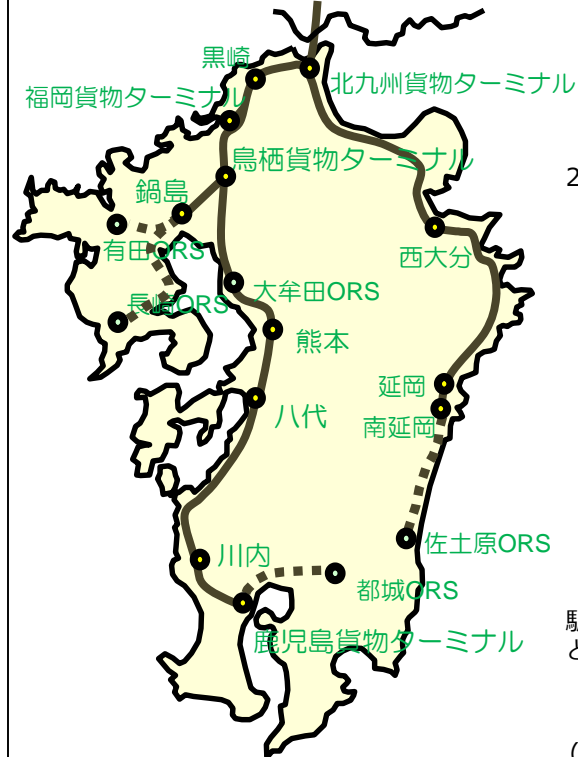 黒崎
北九州貨物ターミナル
福岡貨物ターミナル
鳥栖貨物ターミナル
2
鍋島
有田ORS
西大分
大牟田ORS
長崎ORS
熊本
延岡
八代
南延岡
佐土原ORS
川内
都城ORS
鹿児島貨物ターミナル
と
(